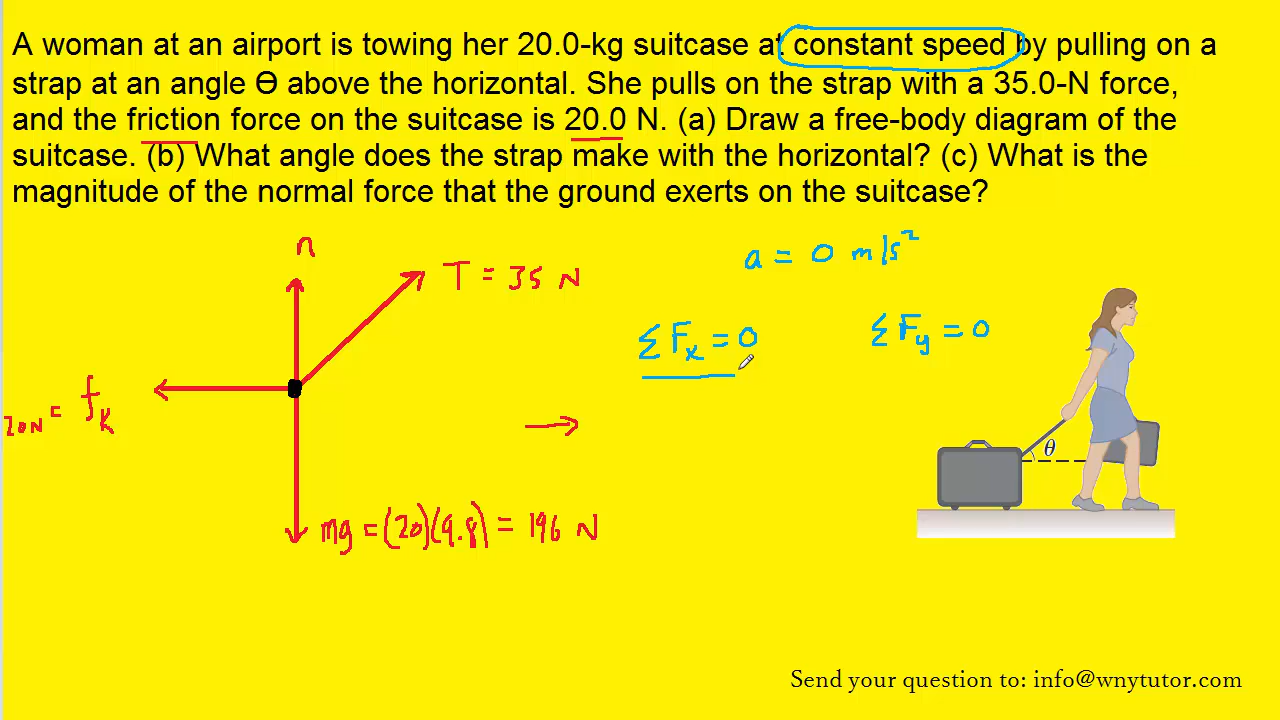 A woman at an airport is towing her 20.0-kg suitcase at constant speed by pulling on a
strap at an angle Ө above the horizontal. She pulls on the strap with a 35.0-N force,
and the friction force on the suitcase is 20.0 N. (a) Draw a free-body diagram of the
suitcase. (b) What angle does the strap make with the horizontal? (c) What is the
magnitude of the normal force that the ground exerts on the suitcase?
n
T = 35 N
a = 0 m/s²
ΣFx = 0
ΣFy = 0
20N = fk
θ
mg = (20)(9.8) = 196 N
Send your question to: info@wnytutor.com